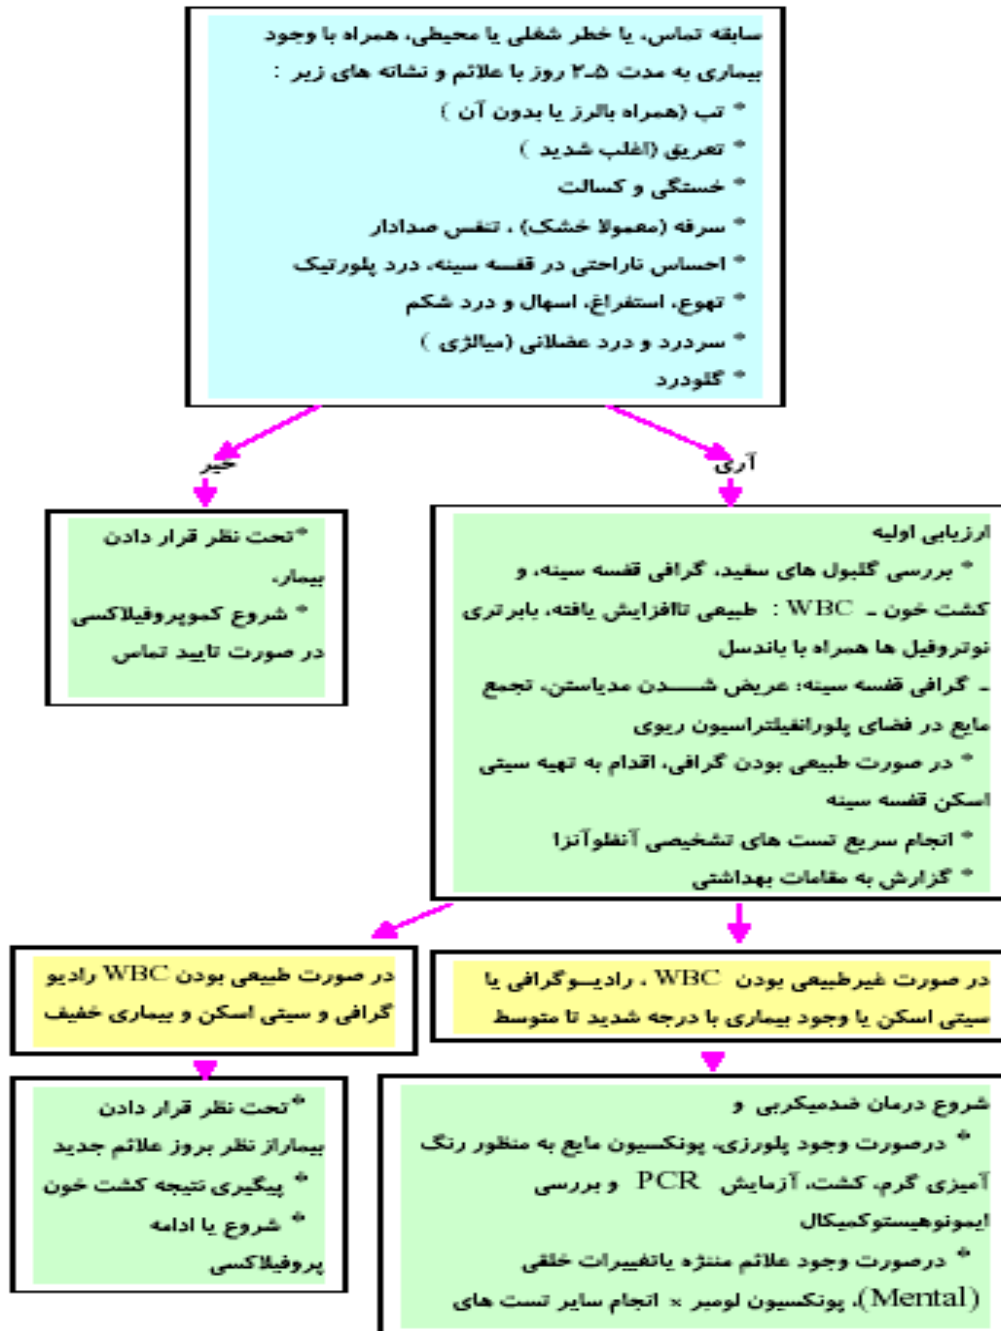 سابقه تماس، یا خطر شغلی یا محیطی، همراه با وجود
بیماری به مدت ۵ـ۲ روز با علائم و نشانه های زیر :
* تب (همراه بالرز یا بدون آن )
* تعریق (اغلب شدید )
* خستگی و کسالت
* سرفه (معمولا خشک) ، تنفس صدادار
* احساس ناراحتی در قفسه سینه، درد پلورتیک
* تهوع، استفراغ، اسهال و درد شکم
* سردرد و درد عضلانی (میالژی )
* گلودرد
آری
خیر
ارزیابی اولیه
* بررسی گلبول های سفید، گرافی قفسه سینه، و
کشت خون ـ WBC : طبیعی تاافزایش یافته، بابرتری
نوتروفیل ها همراه با باندسل
ـ گرافی قفسه سینه: عریض شـــدن مدیاستن، تجمع
مایع در فضای پلورانفیلتراسیون ریوی
* در صورت طبیعی بودن گرافی، اقدام به تهیه سیتی
اسکن قفسه سینه
* انجام سریع تست های تشخیصی آنفلوآنزا
* گزارش به مقامات بهداشتی
*تحت نظر قرار دادن
بیمار،
* شروع کموپروفیلاکسی
در صورت تایید تماس
در صورت غیرطبیعی بودن WBC ، رادیــوگرافی یا
سیتی اسکن یا وجود بیماری با درجه شدید تا متوسط
در صورت طبیعی بودن WBC رادیو
گرافی و سیتی اسکن و بیماری خفیف
شروع درمان ضدمیکربی و
* درصورت وجود پلورزی، پونکسیون مایع به منظور رنگ
آمیزی گرم، کشت، آزمایش PCR و بررسی
ایمونوهیستوکمیکال
* درصورت وجود علائم مننژه یاتغییرات خلقی
(Mental)، پونکسیون لومبر × انجام سایر تست های
*تحت نظر قرار دادن
بیماراز نظر بروز علائم جدید
* پیگیری نتیجه کشت خون
* شروع یا ادامه
پروفیلاکسی